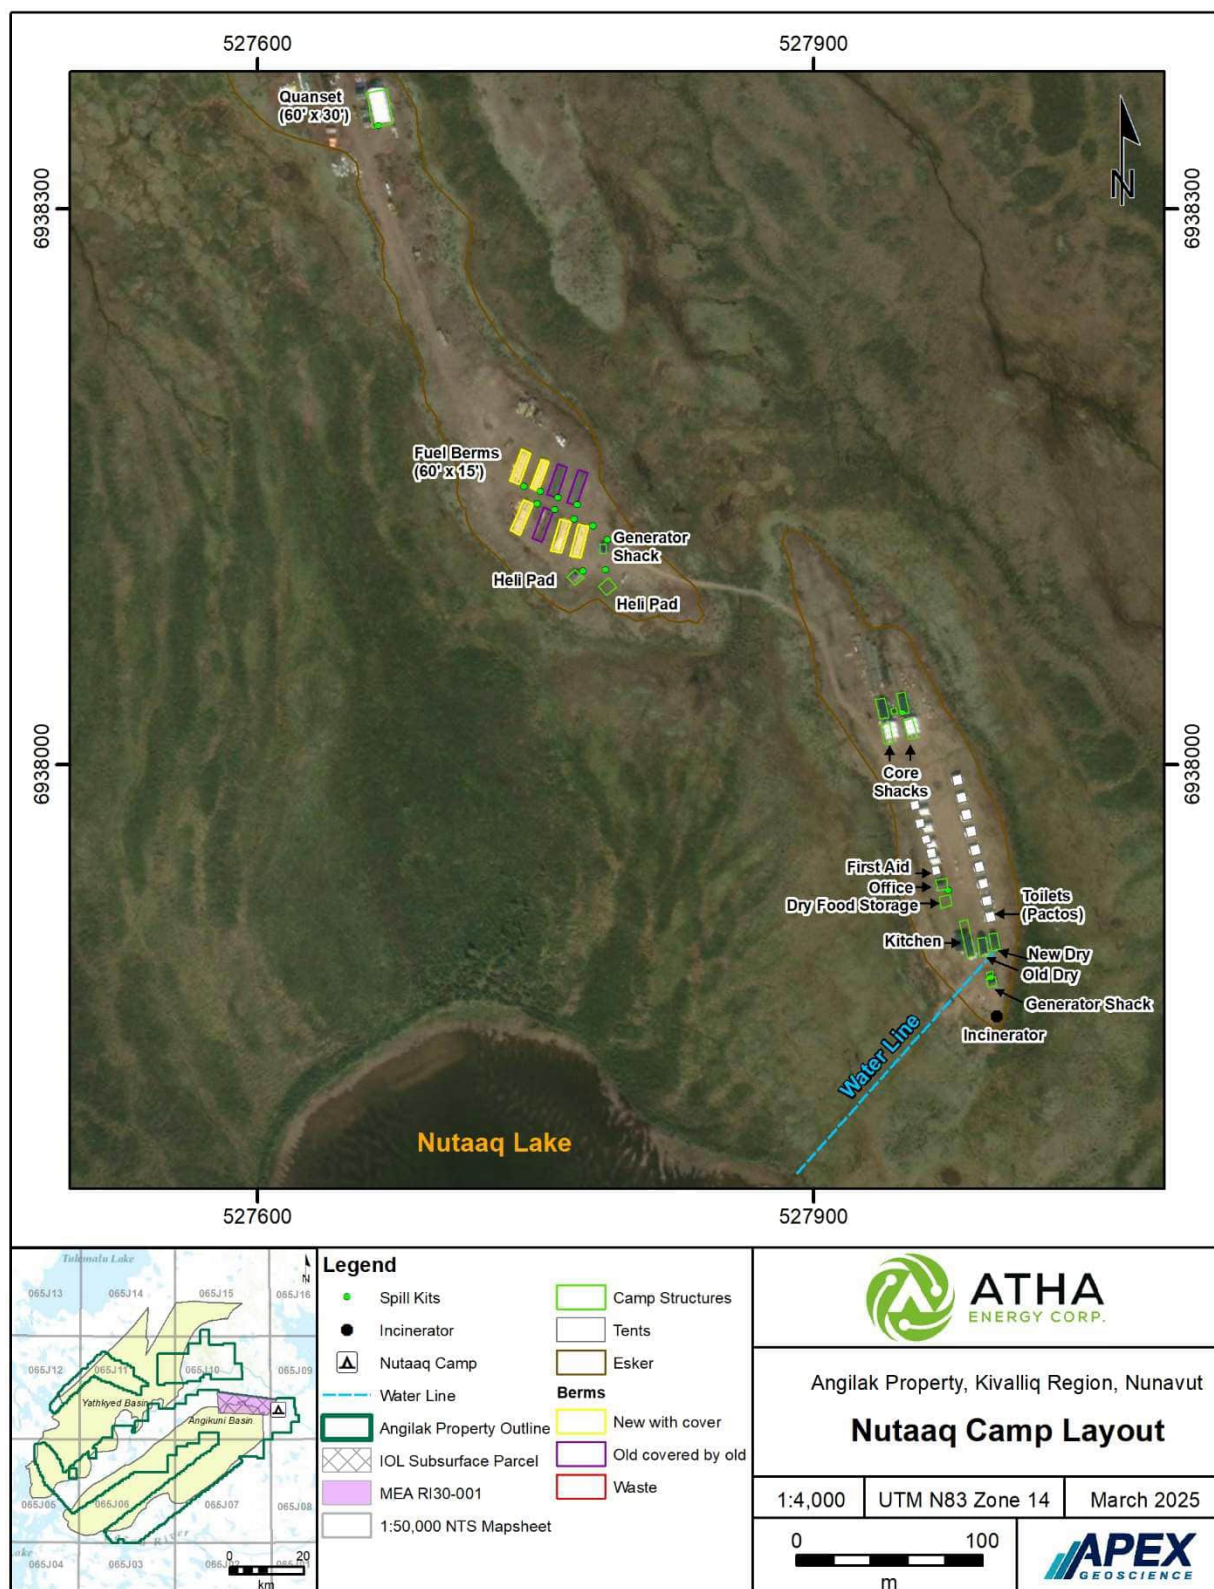 527600
527900
Quanset
(60' x 30')
N
6938300
6938300
Fuel Berms
(60' x 15')
Generator
Shack
Heli Pad
Heli Pad
6938000
6938000
Core
Shacks
First Aid
Office
Dry Food Storage
Toilets
(Pactos)
Kitchen
New Dry
Old Dry
Generator Shack
Incinerator
Water Line
Nutaaq Lake
527600
527900
Tulemalu Lake
N
065J13
065J14
065J15
065J16
065J12
065J11
065J10
065J09
Yathkyed Basin
Angikuni Basin
065J05
065J06
065J07
065J08
River
Lake
065J04
065J03
0
20
km
Legend
Spill Kits
Incinerator
Nutaaq Camp
Water Line
Angilak Property Outline
IOL Subsurface Parcel
MEA RI30-001
1:50,000 NTS Mapsheet
Camp Structures
Tents
Esker
Berms
New with cover
Old covered by old
Waste
ATHA
ENERGY CORP.
Angilak Property, Kivalliq Region, Nunavut
Nutaaq Camp Layout
1:4,000
UTM N83 Zone 14
March 2025
0
100
m
APEX
GEOSCIENCE